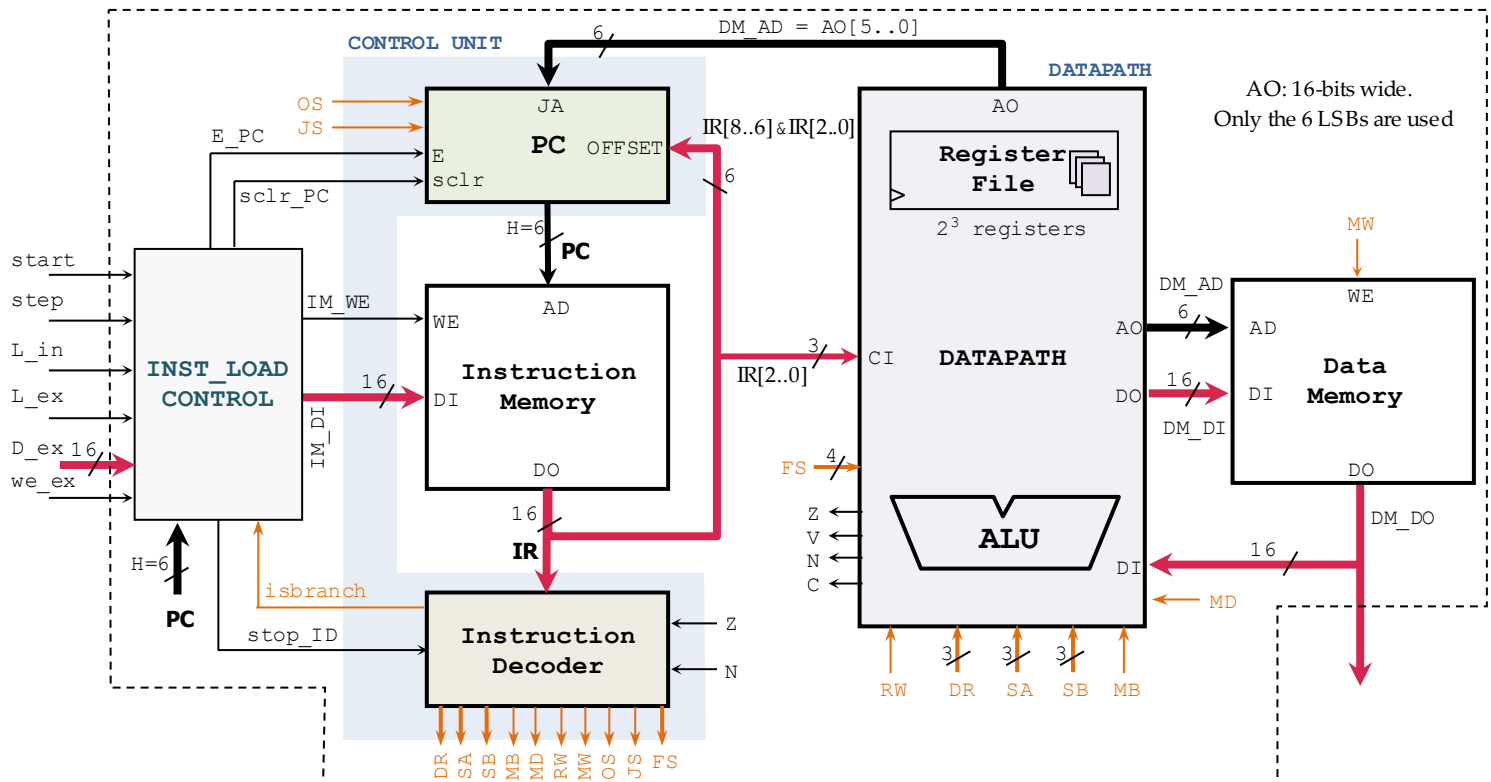 DM_AD = AO[5..0]
6
CONTROL UNIT
DATAPATH
AO: 16-bits wide.
Only the 6 LSBs are used
OS
JS
JA
PC
E
sclr
OFFSET
E_PC
sclr_PC
IR[8..6] & IR[2..0]
6
AO
Register
File
2³ registers
H=6
PC
MW
start
step
L_in
L_ex
D_ex
16
we_ex
INST_LOAD
CONTROL
IM_WE
16
IM_DI
AD
WE
Instruction
Memory
DI
DO
3
IR[2..0]
CI
DATAPATH
AO
DO
DM_AD
6
16
DM_DI
WE
AD
Data
Memory
DI
DO
DM_DO
FS
4
Z
V
N
C
ALU
DI
16
MD
16
IR
H=6
PC
isbranch
stop_ID
Instruction
Decoder
Z
N
3
3
3
RW
DR
SA
SB
MB
DR
SA
SB
MB
MD
RW
MW
OS
JS
FS